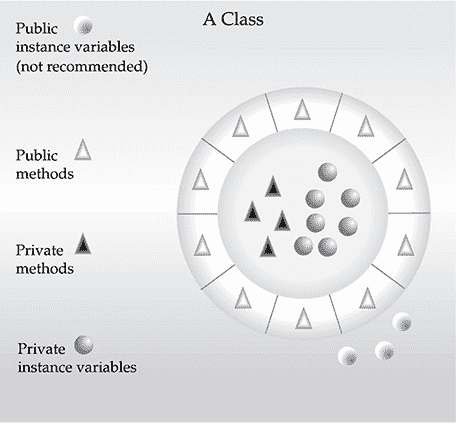 A Class
Public
instance variables
(not recommended)
Public
methods
Private
methods
Private
instance variables